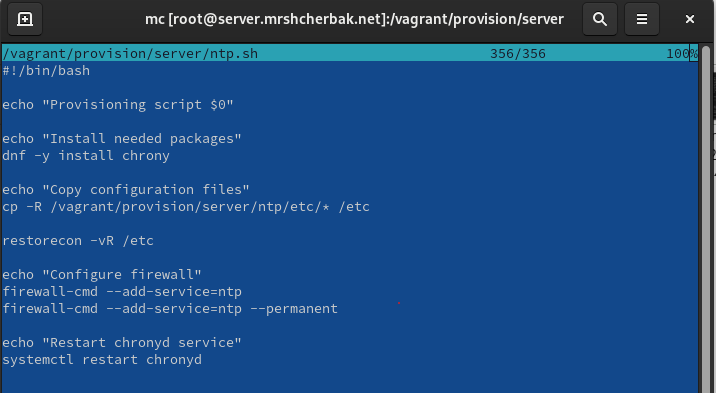 mc [root@server.mrshcherbak.net]:/vagrant/provision/server
/vagrant/provision/server/ntp.sh 356/356 100%
#!/bin/bash
echo "Provisioning script $0"
echo "Install needed packages"
dnf -y install chrony
echo "Copy configuration files"
cp -R /vagrant/provision/server/ntp/etc/* /etc
restorecon -vR /etc
echo "Configure firewall"
firewall-cmd --add-service=ntp
firewall-cmd --add-service=ntp --permanent
echo "Restart chronyd service"
systemctl restart chronyd